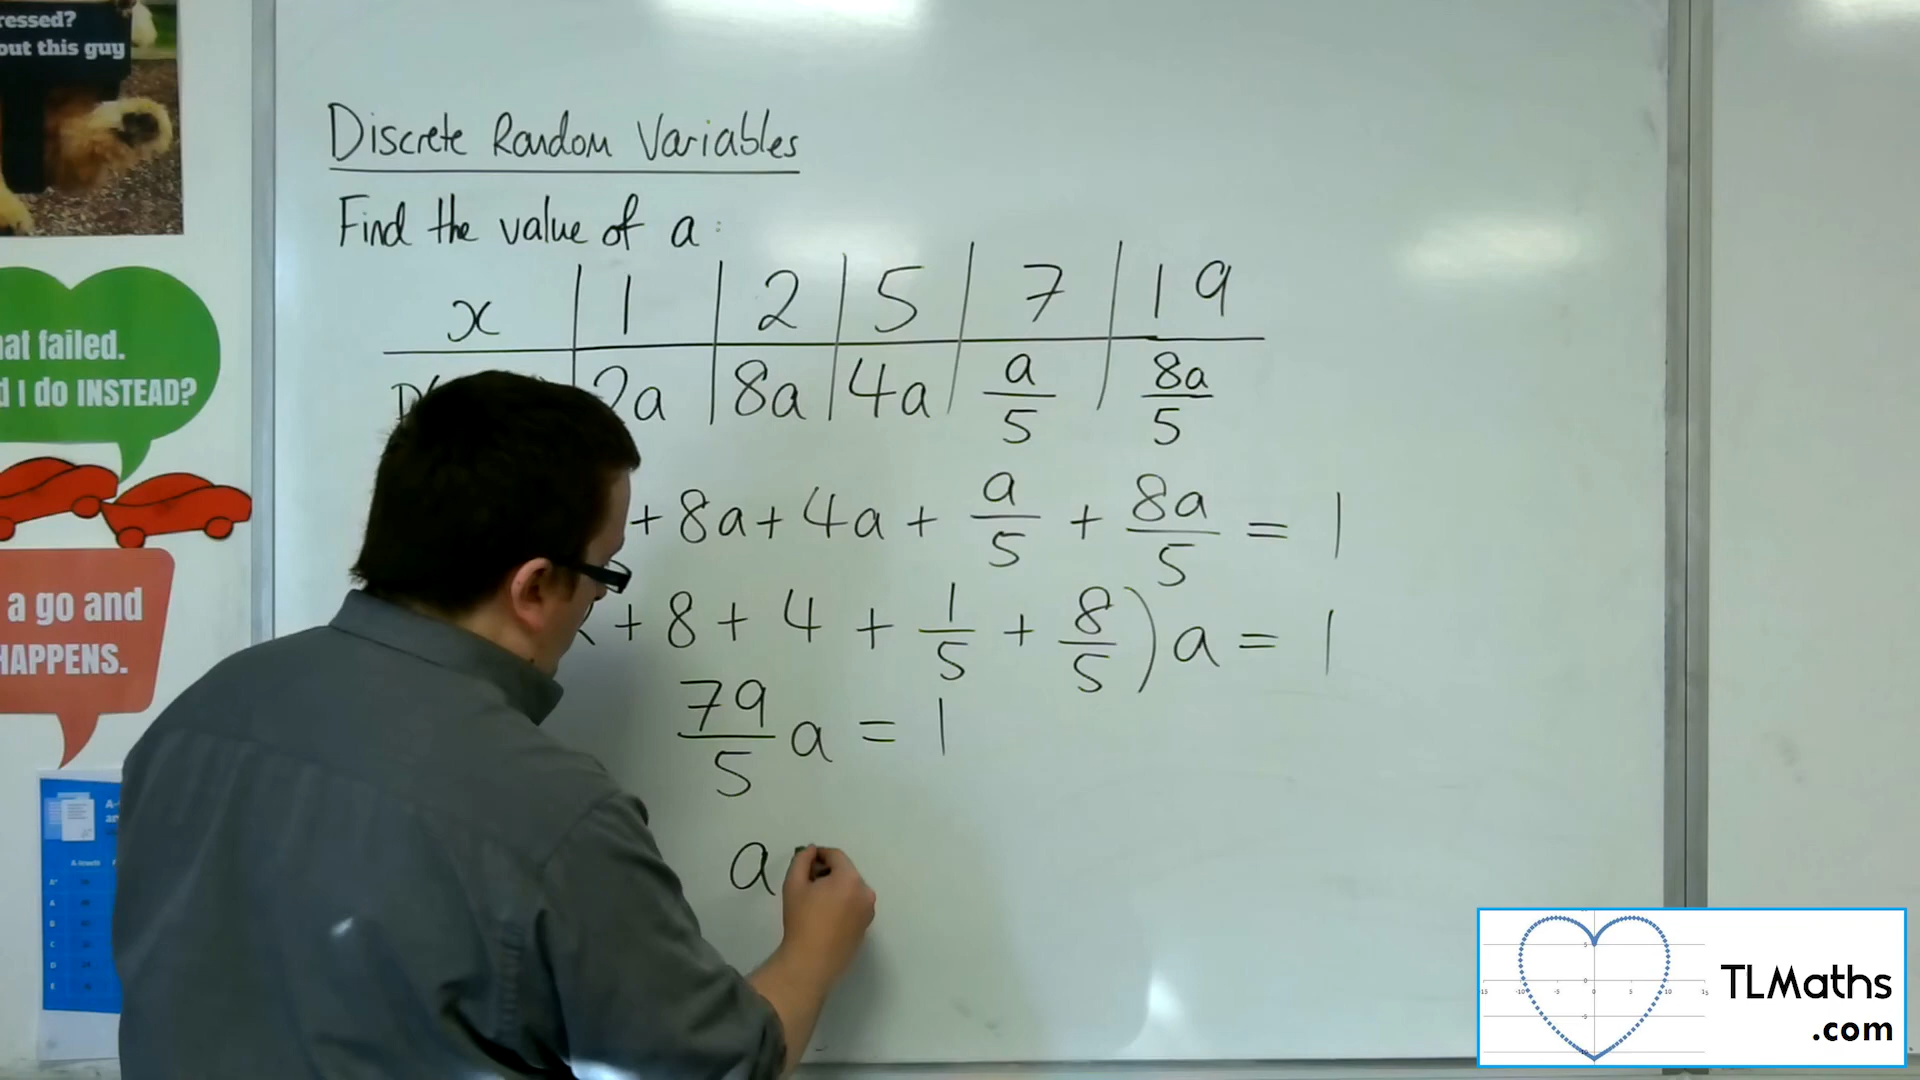 ressed?
out this guy
at failed.
d I do INSTEAD?
a go and
HAPPENS.
Discrete Random Variables
Find the value of a:
x | 1 | 2 | 5 | 7 | 19
2a | 8a | 4a | a/5 | 8a/5
+ 8a + 4a + a/5 + 8a/5 = 1
+ 8 + 4 + 1/5 + 8/5) a = 1
79/5 a = 1
a
TLMaths
.com